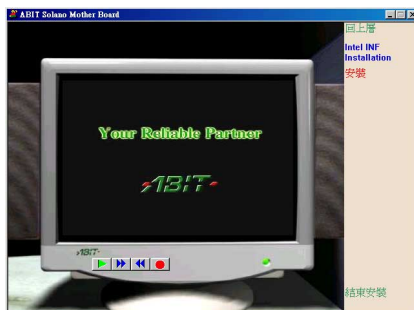 ABIT Solano Mother Board
回上層
Intel INF
Installation
安裝
Your Reliable Partner
ABIT
ABIT
結束安裝